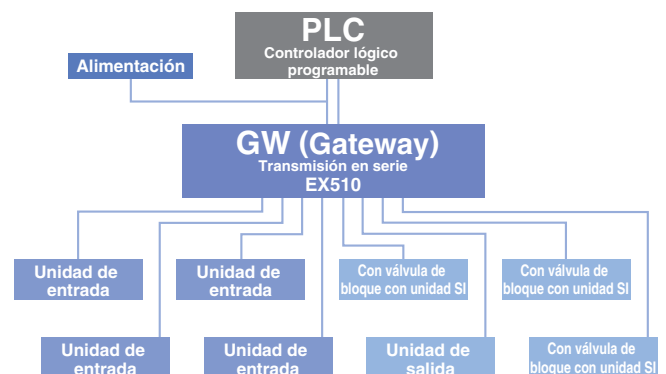 PLC
Controlador lógico
programable
Alimentación
GW (Gateway)
Transmisión en serie
EX510
Unidad de
entrada
Unidad de
entrada
Con válvula de
bloque con unidad SI
Con válvula de
bloque con unidad SI
Unidad de
entrada
Unidad de
entrada
Unidad de
salida
Con válvula de
bloque con unidad SI